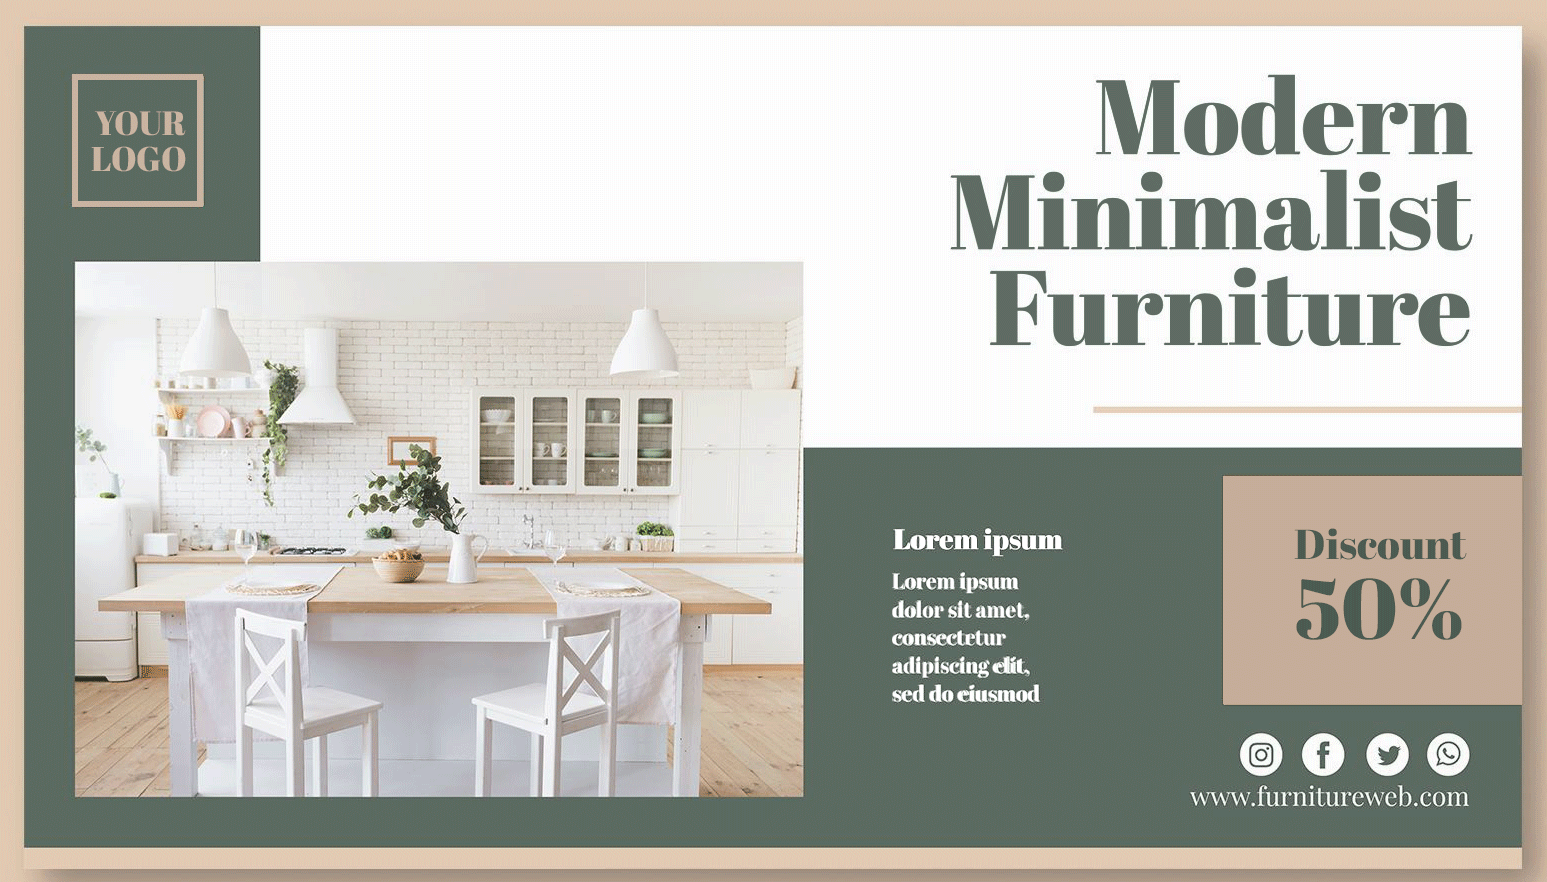 YOUR
LOGO
Modern
Minimalist
Furniture
Lorem ipsum
Lorem ipsum
dolor sit amet,
consectetur
adipiscing elit,
sed do eiusmod
Discount
50%
www.furnitureweb.com